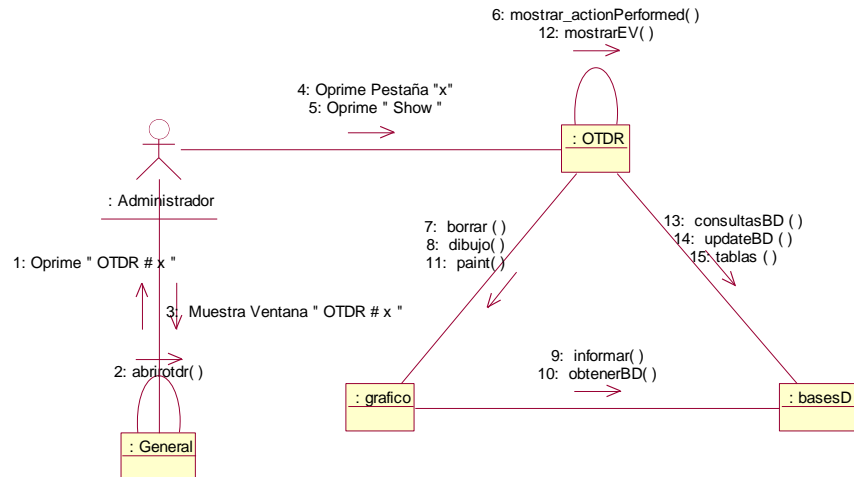 6: mostrar_actionPerformed( )
12: mostrarEV( )
4: Oprime Pestaña "x"
5: Oprime " Show "
: OTDR
: Administrador
7: borrar ( )
8: dibujo( )
11: paint( )
13: consultasBD ( )
14: updateBD ( )
15: tablas ( )
1: Oprime " OTDR # x "
3: Muestra Ventana " OTDR # x "
2: abrirotdr( )
9: informar( )
10: obtenerBD( )
: grafico
: basesD
: General